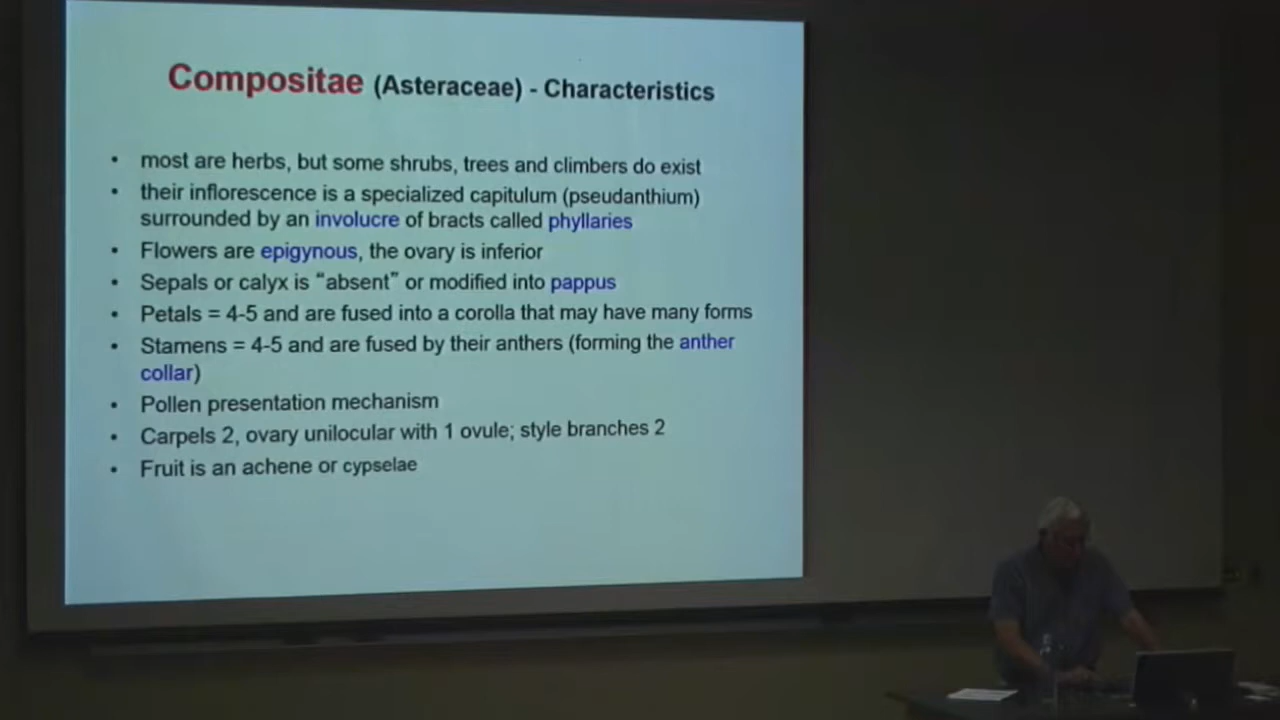 Compositae (Asteraceae) - Characteristics
• most are herbs, but some shrubs, trees and climbers do exist
• their inflorescence is a specialized capitulum (pseudanthium)
surrounded by an involucre of bracts called phyllaries
• Flowers are epigynous, the ovary is inferior
• Sepals or calyx is “absent” or modified into pappus
• Petals = 4-5 and are fused into a corolla that may have many forms
• Stamens = 4-5 and are fused by their anthers (forming the anther
collar)
• Pollen presentation mechanism
• Carpels 2, ovary unilocular with 1 ovule; style branches 2
• Fruit is an achene or cypselae